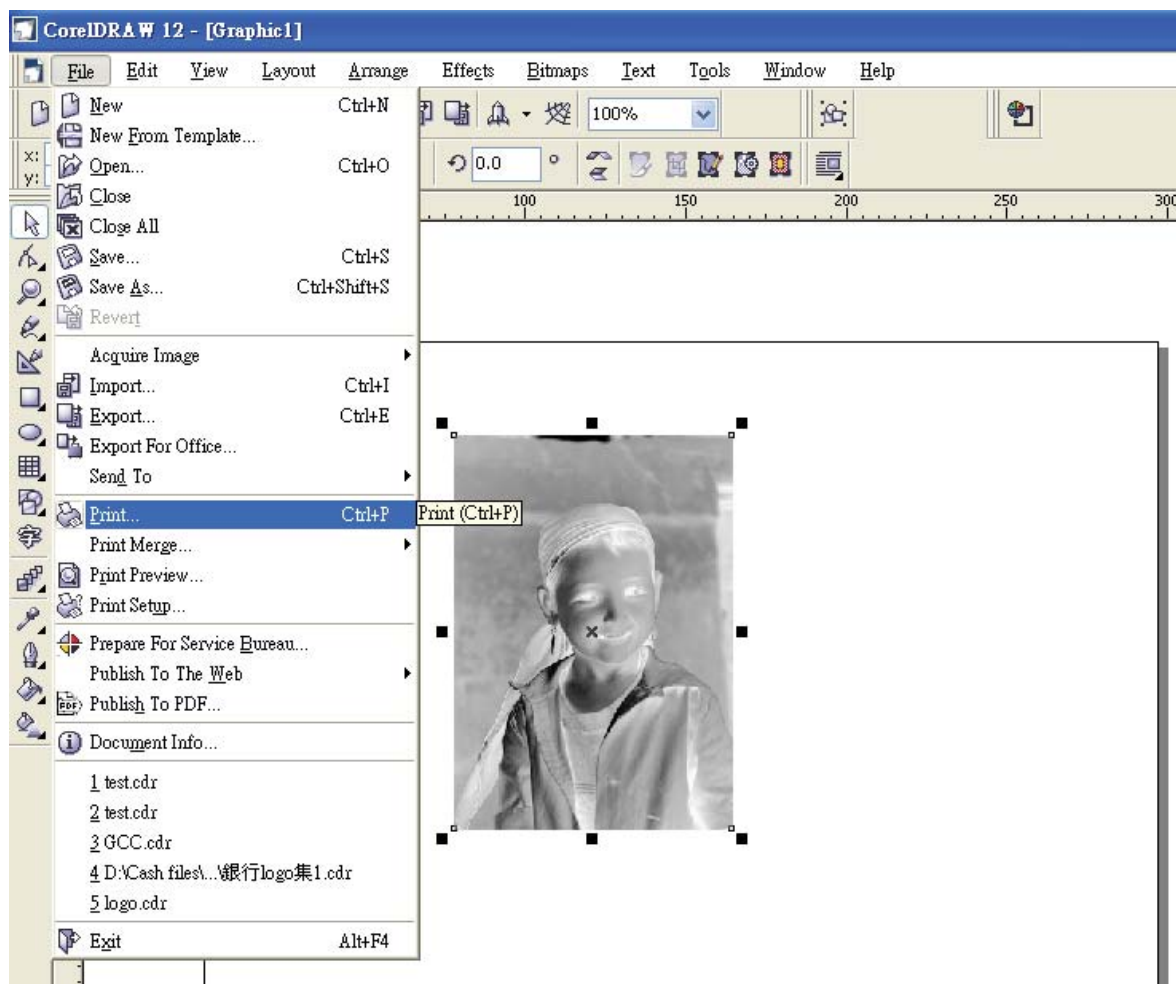 CorelDRAW 12 - [Graphic1]
File Edit View Layout Arrange Effects Bitmaps Text Tools Window Help
100%
x:
y:
0.0 °
100 150 200 250 300
New Ctrl+N
New From Template...
Open... Ctrl+O
Close
Close All
Save... Ctrl+S
Save As... Ctrl+Shift+S
Revert
Acquire Image
Import... Ctrl+I
Export... Ctrl+E
Export For Office...
Send To
Print... Ctrl+P
Print (Ctrl+P)
Print Merge...
Print Preview...
Print Setup...
Prepare For Service Bureau...
Publish To The Web
PDF Publish To PDF...
Document Info...
1 test.cdr
2 test.cdr
3 GCC.cdr
4 D:\Cash files\...\銀行logo集1.cdr
5 logo.cdr
Exit Alt+F4
字